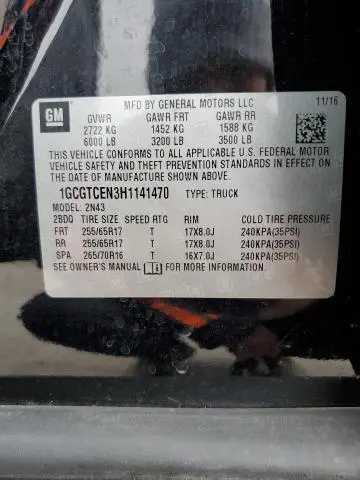 GM
MFD BY GENERAL MOTORS LLC 11/16
GVWR GAWR FRT GAWR RR
2722 KG 1452 KG 1588 KG
6000 LB 3200 LB 3500 LB
THIS VEHICLE CONFORMS TO ALL APPLICABLE U.S. FEDERAL MOTOR
VEHICLE SAFETY AND THEFT PREVENTION STANDARDS IN EFFECT ON
THE DATE OF MANUFACTURE SHOWN ABOVE.
1GCGTCEN3H1141470 TYPE: TRUCK
MODEL: 2N43
2BDQ TIRE SIZE SPEED RTG RIM COLD TIRE PRESSURE
FRT 255/65R17 T 17X8.0J 240KPA(35PSI)
RR 255/65R17 T 17X8.0J 240KPA(35PSI)
SPA 265/70R16 T 16X7.0J 240KPA(35PSI)
SEE OWNER'S MANUAL FOR MORE INFORMATION